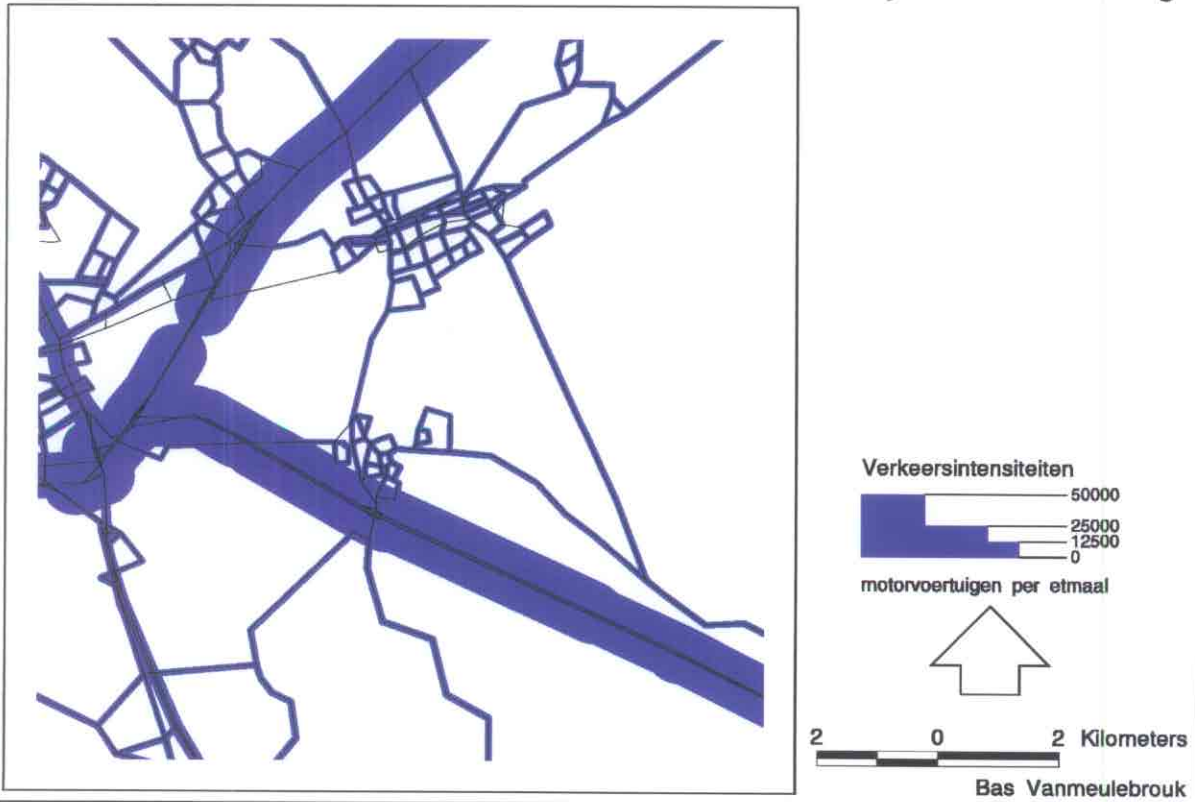 Verkeersintensiteiten
50000
25000
12500
0
motorvoertuigen per etmaal
2 0 2 Kilometers
Bas Vanmeulebrouk